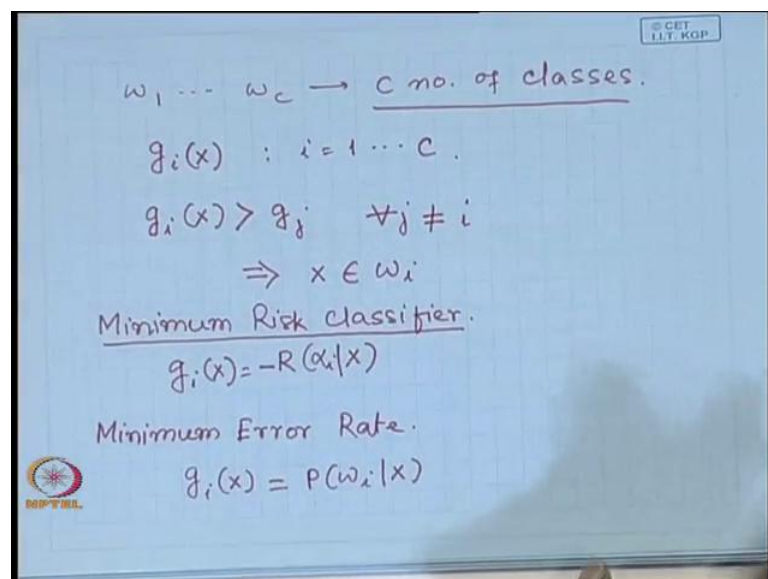 © CET
I.I.T. KGP
ω₁ ... ω_c → C no. of classes.
g_i(x) : i = 1 ... C.
g_i(x) > g_j ∀j ≠ i
⇒ x ∈ ω_i
Minimum Risk Classifier.
g_i(x) = -R(α_i|x)
Minimum Error Rate.
g_i(x) = P(ω_i|x)
NPTEL